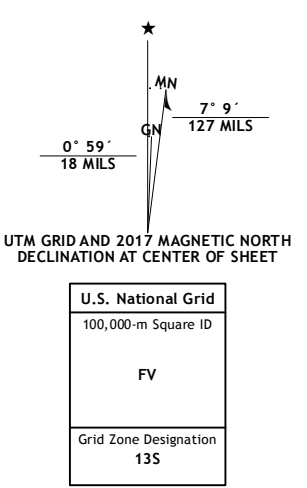 ★
MN
7° 9´
127 MILS
GN
0° 59´
18 MILS
UTM GRID AND 2017 MAGNETIC NORTH
DECLINATION AT CENTER OF SHEET
U.S. National Grid
100,000-m Square ID
FV
Grid Zone Designation
13S